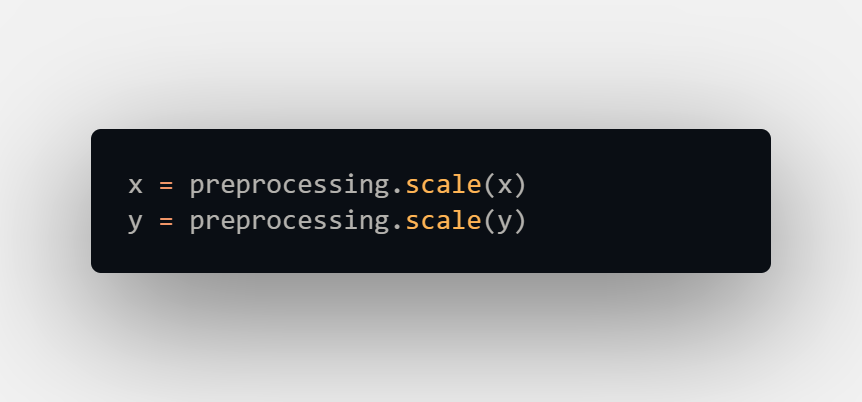 x = preprocessing.scale(x)
y = preprocessing.scale(y)